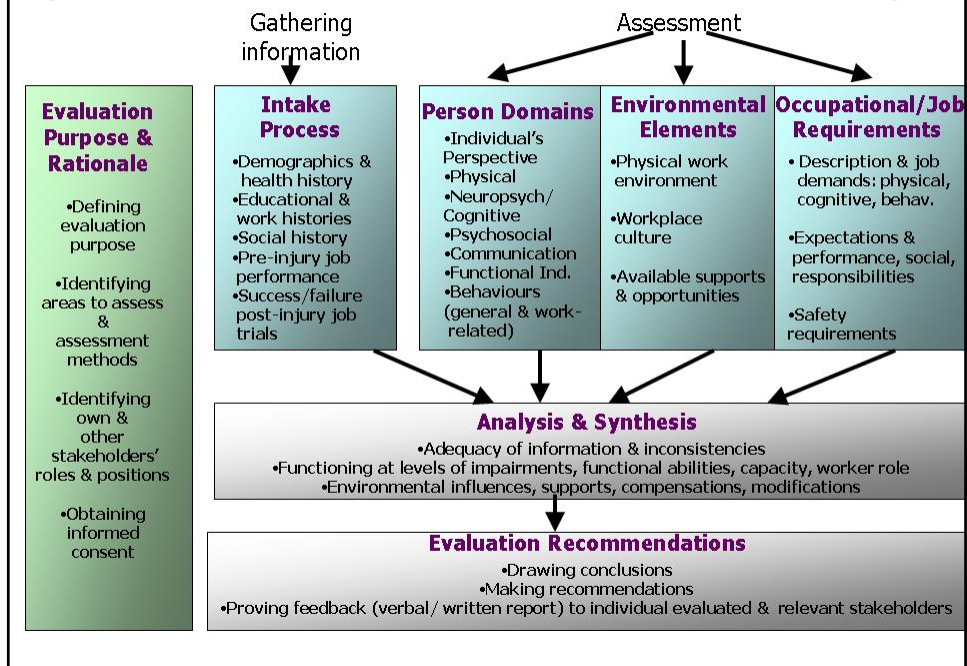 Gathering
information
Assessment
Evaluation
Purpose &
Rationale
•Defining
evaluation
purpose
•Identifying
areas to assess
&
assessment
methods
•Identifying
own &
other
stakeholders’
roles & positions
•Obtaining
informed
consent
Intake
Process
•Demographics &
health history
•Educational &
work histories
•Social history
•Pre-injury job
performance
•Success/failure
post-injury job
trials
Person Domains
•Individual’s
Perspective
•Physical
•Neuropsych/
Cognitive
•Psychosocial
•Communication
•Functional Ind.
•Behaviours
(general & work-
related)
Environmental
Elements
•Physical work
environment
•Workplace
culture
•Available supports
& opportunities
Occupational/Job
Requirements
• Description & job
demands: physical,
cognitive, behav.
•Expectations &
performance, social,
responsibilities
•Safety
requirements
Analysis & Synthesis
•Adequacy of information & inconsistencies
•Functioning at levels of impairments, functional abilities, capacity, worker role
•Environmental influences, supports, compensations, modifications
Evaluation Recommendations
•Drawing conclusions
•Making recommendations
•Proving feedback (verbal/ written report) to individual evaluated & relevant stakeholders